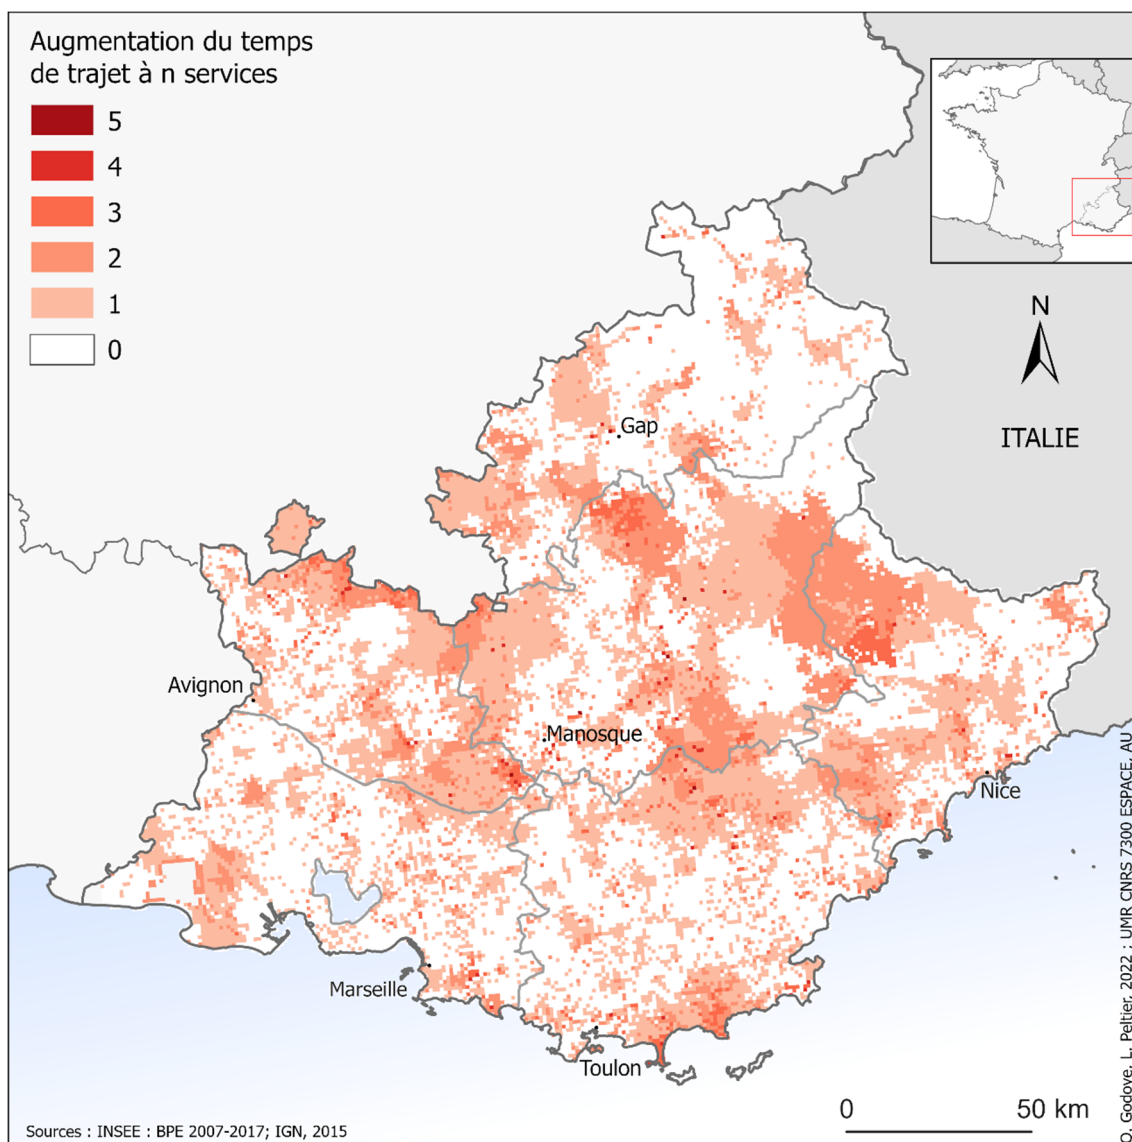 Augmentation du temps
de trajet à n services
5
4
3
2
1
0
N
ITALIE
Gap
Avignon
Manosque
Nice
Marseille
Toulon
0 50 km
Sources : INSEE : BPE 2007-2017; IGN, 2015
Godoye, L. Peltier, 2022 ; UMR CNRS 7300 ESPACE, AU